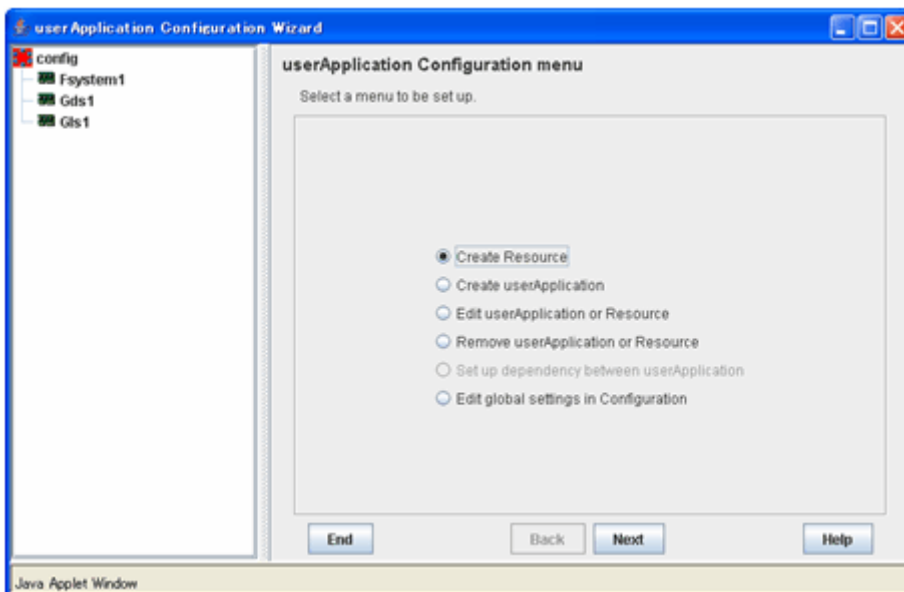 userApplication Configuration Wizard
config
Fsystem1
Gds1
Gls1
userApplication Configuration menu
Select a menu to be set up.
Create Resource
Create userApplication
Edit userApplication or Resource
Remove userApplication or Resource
Set up dependency between userApplication
Edit global settings in Configuration
End
Back
Next
Help
Java Applet Window